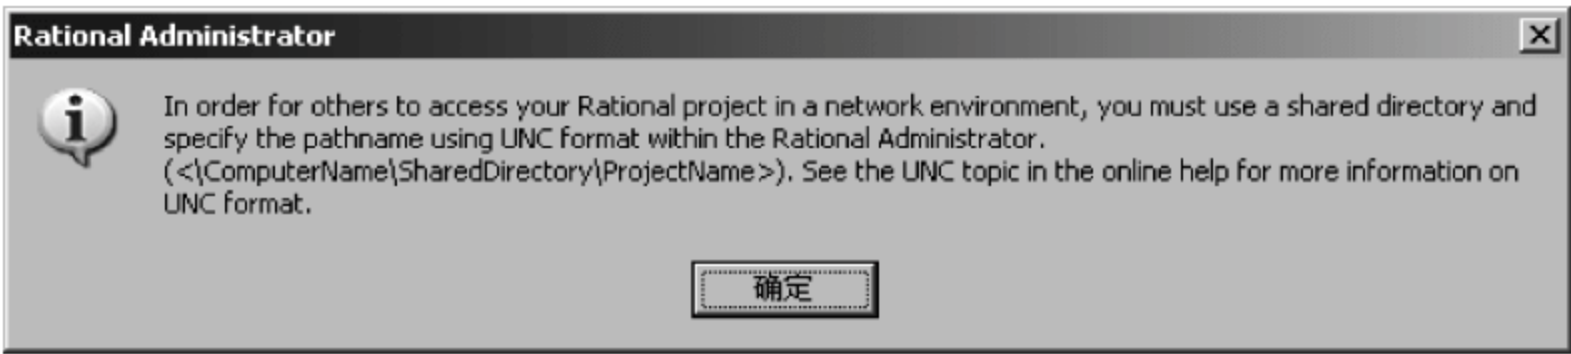 Rational Administrator
In order for others to access your Rational project in a network environment, you must use a shared directory and
specify the pathname using UNC format within the Rational Administrator.
(<\ComputerName\SharedDirectory\ProjectName>). See the UNC topic in the online help for more information on
UNC format.
确定